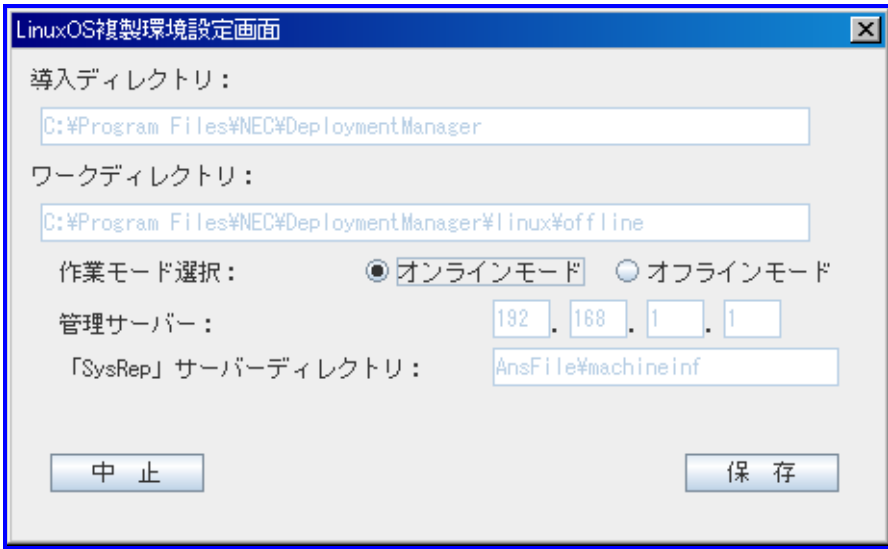 LinuxOS複製環境設定画面
導入ディレクトリ：
C:¥Program Files¥NEC¥DeploymentManager
ワークディレクトリ：
C:¥Program Files¥NEC¥DeploymentManager¥linux¥offline
作業モード選択： オンラインモード オフラインモード
管理サーバー： 192 . 168 . 1 . 1
「SysRep」サーバーディレクトリ： AnsFile¥machineinf
中 止 保 存